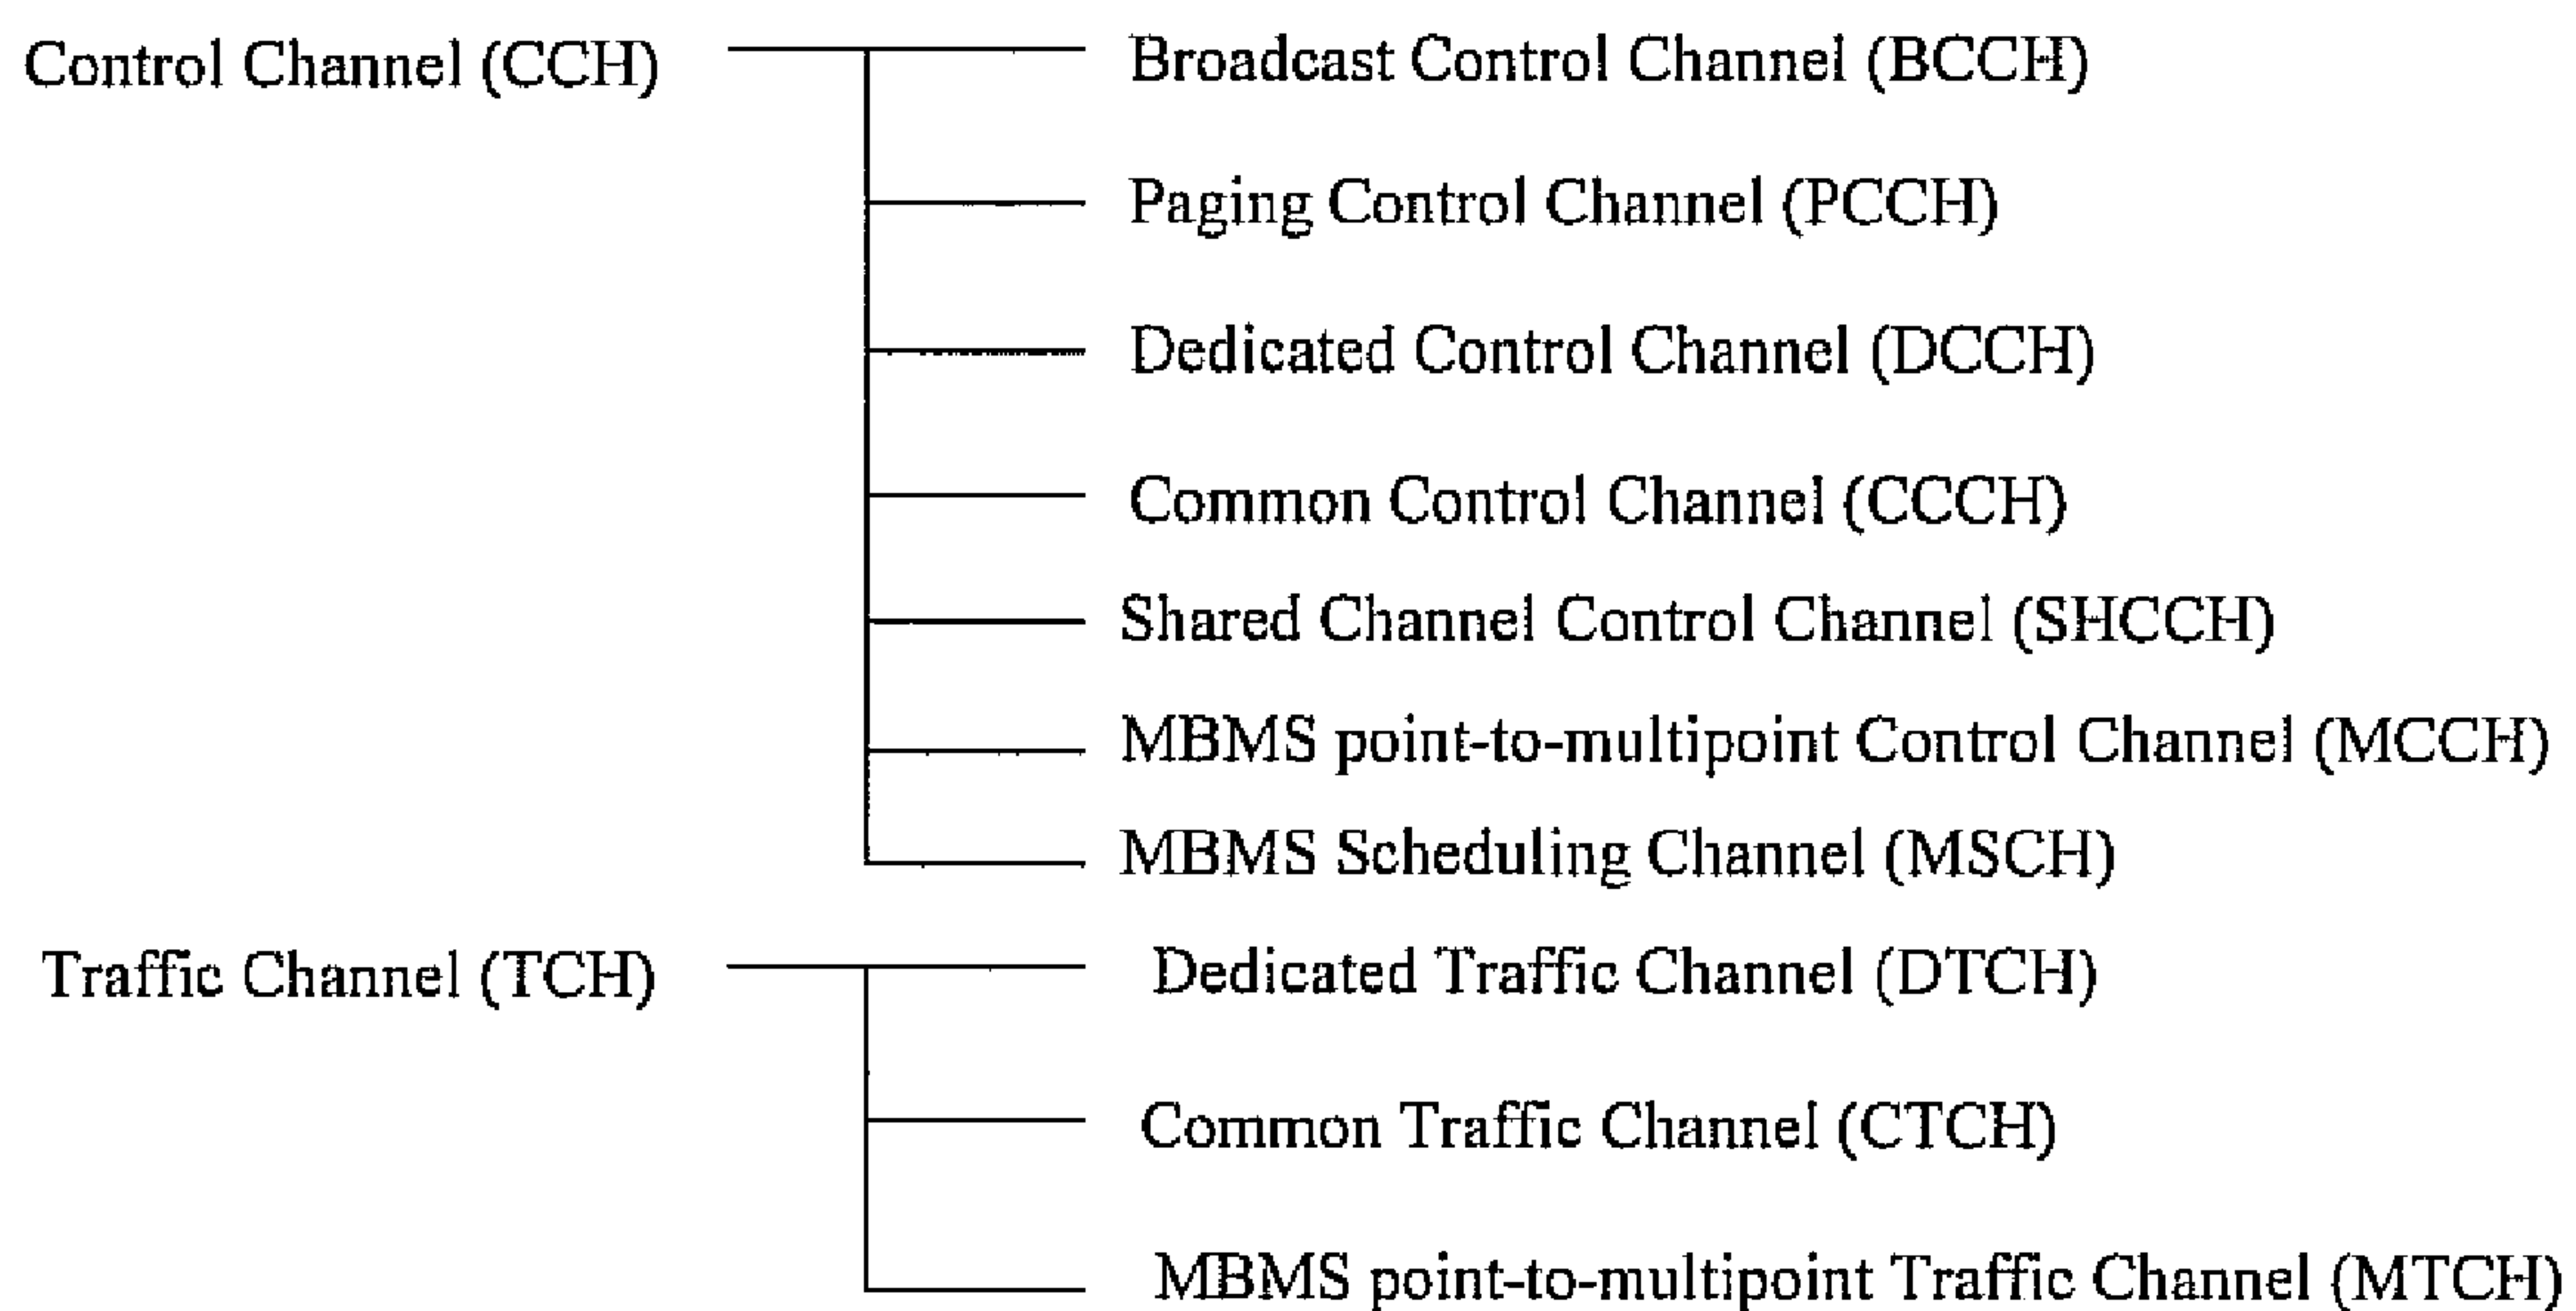 Control Channel (CCH)
Broadcast Control Channel (BCCH)
Paging Control Channel (PCCH)
Dedicated Control Channel (DCCH)
Common Control Channel (CCCH)
Shared Channel Control Channel (SHCCH)
MBMS point-to-multipoint Control Channel (MCCH)
MBMS Scheduling Channel (MSCH)
Traffic Channel (TCH)
Dedicated Traffic Channel (DTCH)
Common Traffic Channel (CTCH)
MBMS point-to-multipoint Traffic Channel (MTCH)